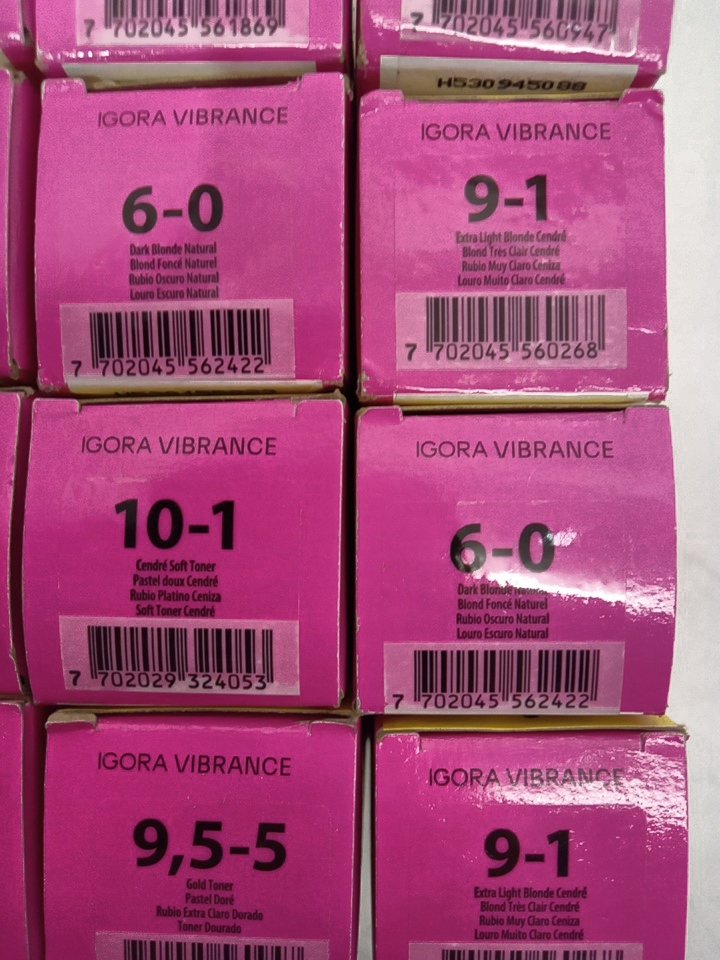 7 702045 561869
7 702045 560947
H530945088
IGORA VIBRANCE
6-0
Dark Blonde Natural
Blond Foncé Naturel
Rubio Oscuro Natural
Louro Escuro Natural
7 702045 562422
IGORA VIBRANCE
9-1
Extra Light Blonde Cendré
Blond Très Clair Cendré
Rubio Muy Claro Ceniza
Louro Muito Claro Cendré
7 702045 560268
IGORA VIBRANCE
10-1
Cendré Soft Toner
Pastel doux Cendré
Rubio Platino Ceniza
Soft Toner Cendré
7 702029 324053
IGORA VIBRANCE
6-0
Dark Blonde Natural
Blond Foncé Naturel
Rubio Oscuro Natural
Louro Escuro Natural
7 702045 562422
IGORA VIBRANCE
9,5-5
Gold Toner
Pastel Doré
Rubio Extra Claro Dorado
Toner Dourado
IGORA VIBRANCE
9-1
Extra Light Blonde Cendré
Blond Très Clair Cendré
Rubio Muy Claro Ceniza
Louro Muito Claro Cendré